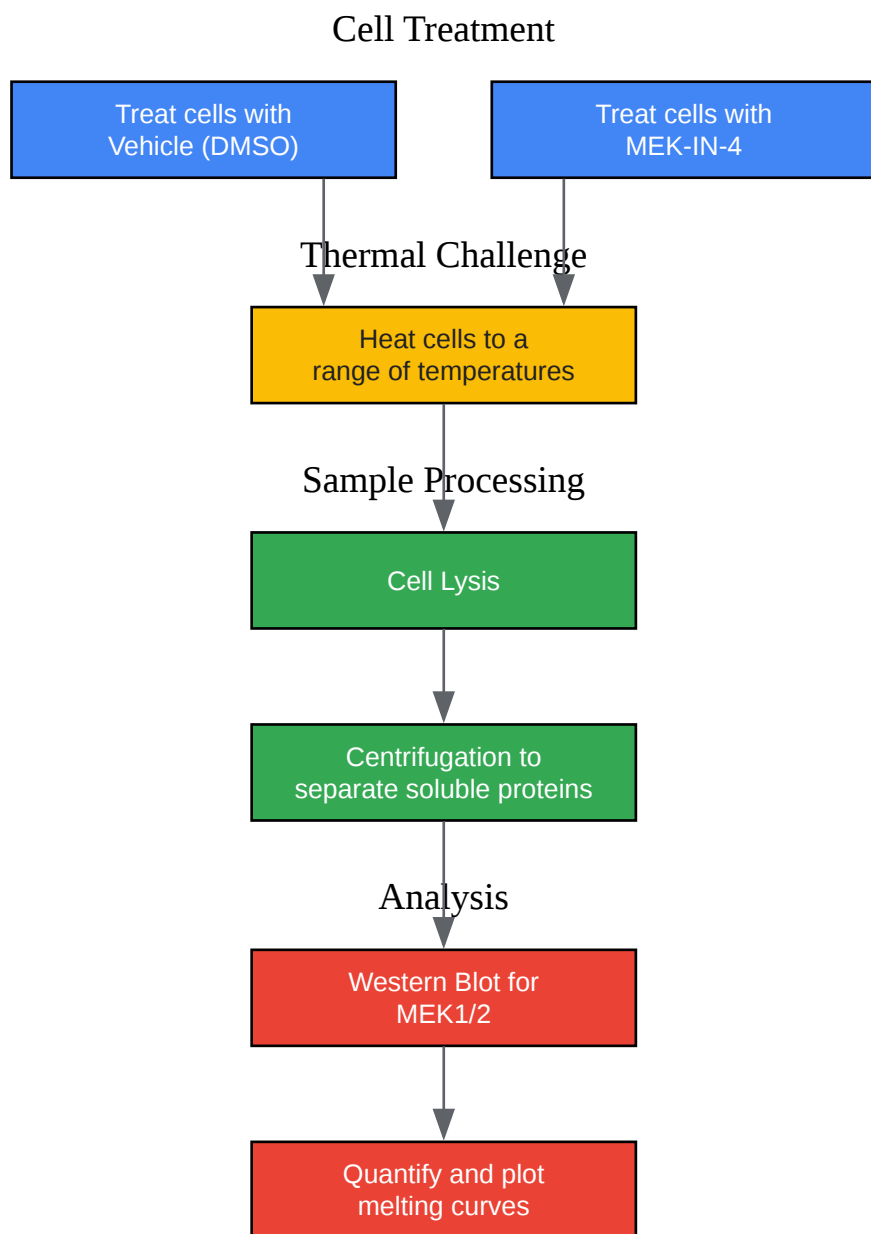 Cell Treatment
Treat cells with
Vehicle (DMSO)
Treat cells with
MEK-IN-4
Thermal Challenge
Heat cells to a
range of temperatures
Sample Processing
Cell Lysis
Centrifugation to
separate soluble proteins
Analysis
Western Blot for
MEK1/2
Quantify and plot
melting curves